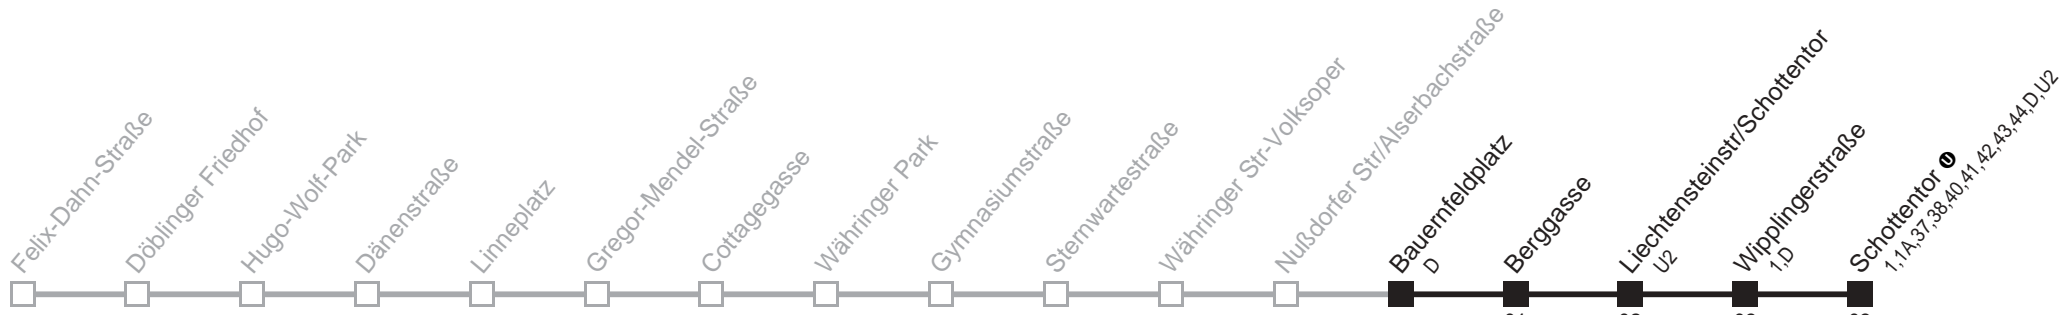 Felix-Dahn-Straße
Döblinger Friedhof
Hugo-Wolf-Park
Dänenstraße
Linneplatz
Gregor-Mendel-Straße
Cottagegasse
Währinger Park
Gymnasiumstraße
Sternwartestraße
Währinger Str-Volksoper
Nußdorfer Str/Alserbachstraße
Bauernfeldplatz
D
Berggasse
Liechtensteinstr/Schottentor
U2
Wipplingerstraße
1,D
Schottentor U
1,1A,37,38,40,41,42,43,44,D,U2